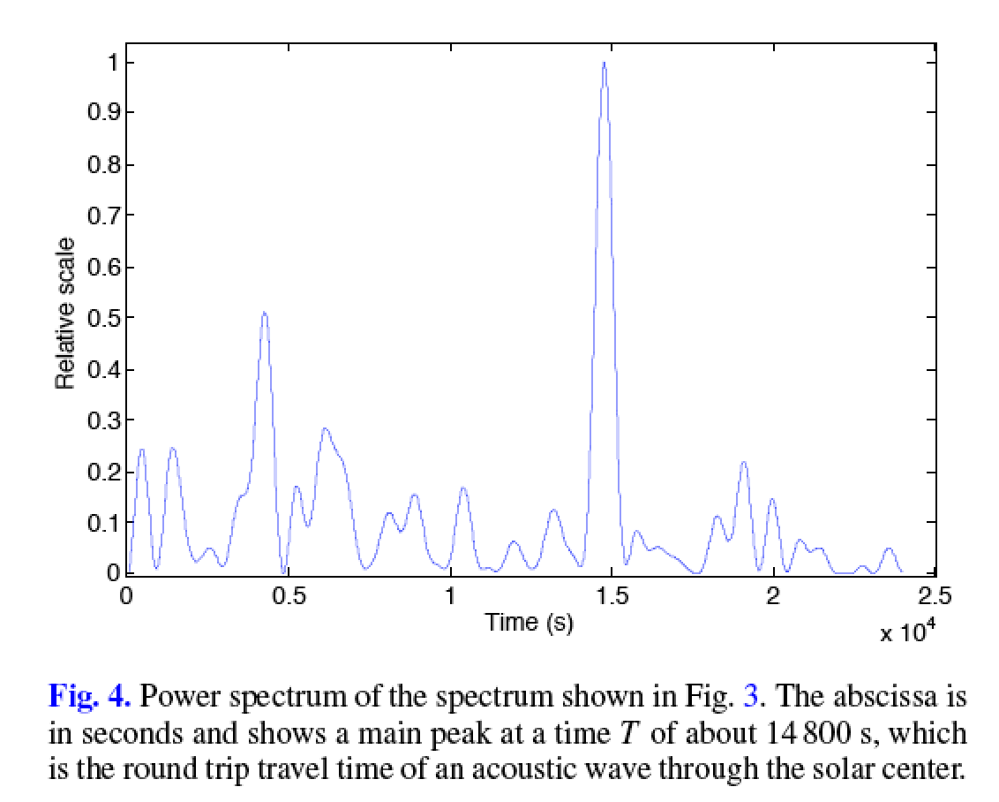 1
0.9
0.8
0.7
0.6
0.5
0.4
0.3
0.2
0.1
0
Relative scale
0 0.5 1 1.5 2 2.5
Time (s)
x 10⁴
Fig. 4. Power spectrum of the spectrum shown in Fig. 3. The abscissa is
in seconds and shows a main peak at a time T of about 14 800 s, which
is the round trip travel time of an acoustic wave through the solar center.